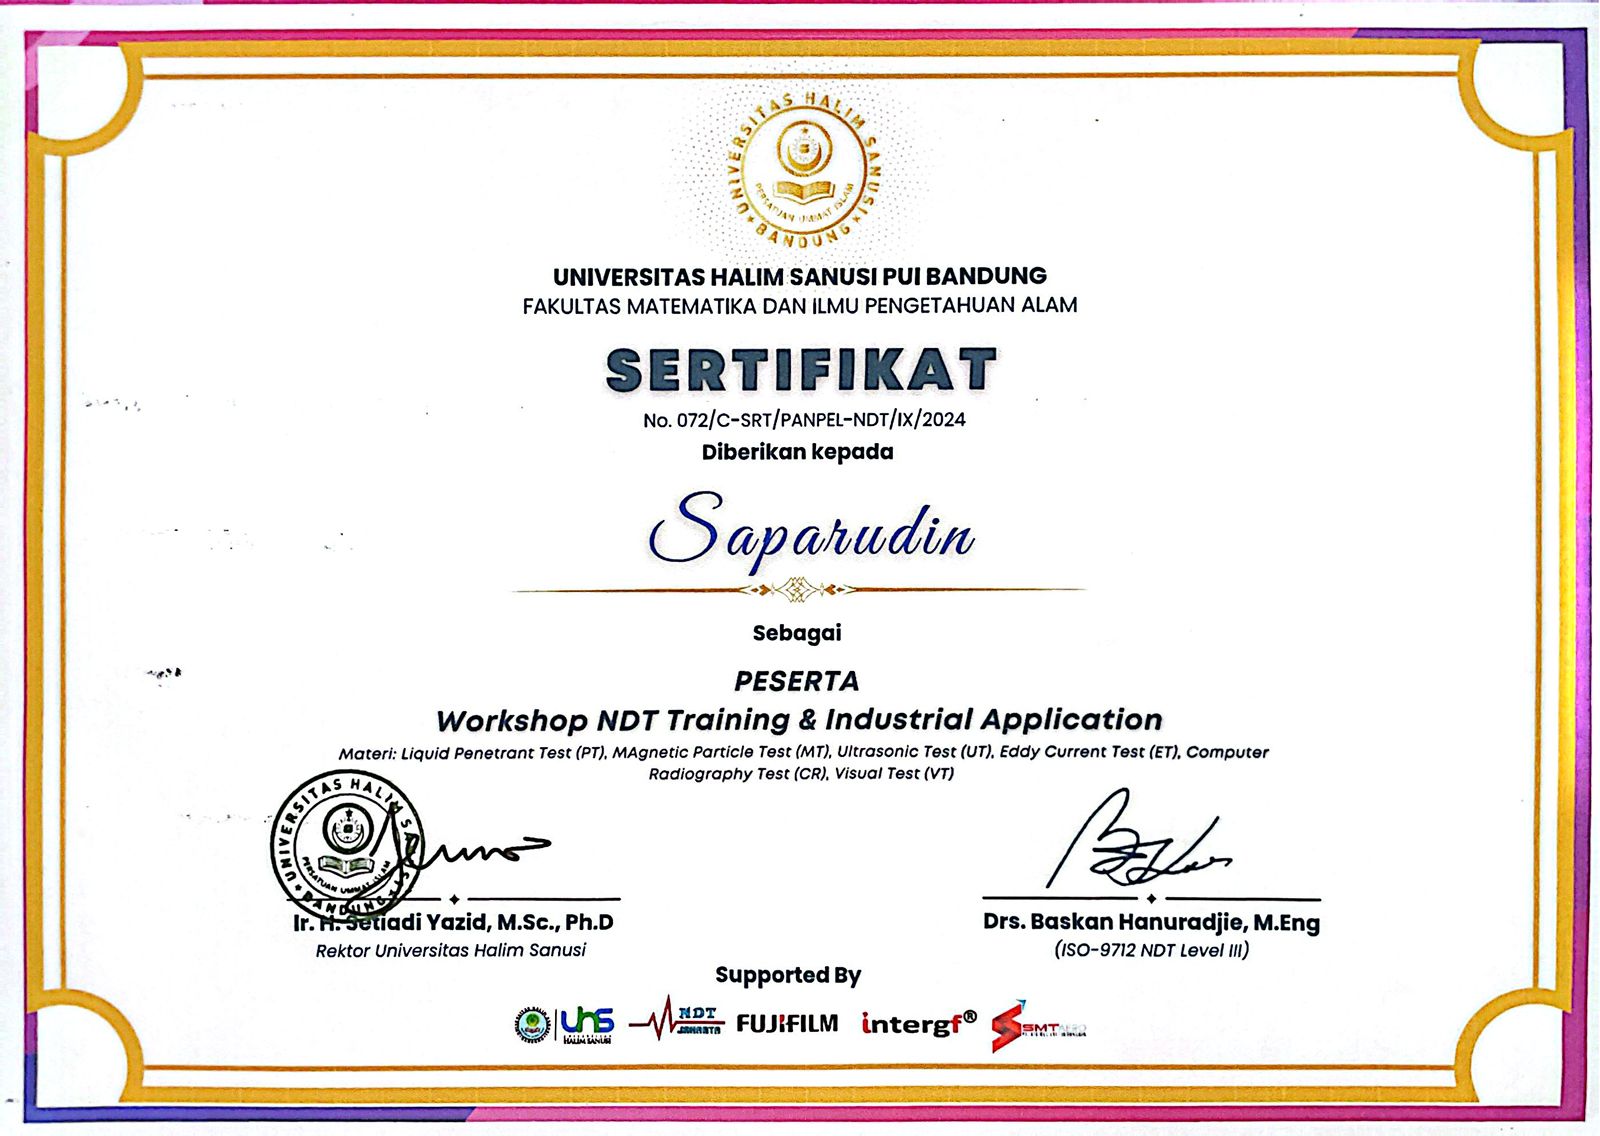 UNIVERSITAS HALIM SANUSI
BANDUNG
PERSATUAN UMMAT ISLAM
UNIVERSITAS HALIM SANUSI PUI BANDUNG
FAKULTAS MATEMATIKA DAN ILMU PENGETAHUAN ALAM
SERTIFIKAT
No. 072/C-SRT/PANPEL-NDT/IX/2024
Diberikan kepada
Saparudin
Sebagai
PESERTA
Workshop NDT Training & Industrial Application
Materi: Liquid Penetrant Test (PT), MAgnetic Particle Test (MT), Ultrasonic Test (UT), Eddy Current Test (ET), Computer
Radiography Test (CR), Visual Test (VT)
UNIVERSITAS HALIM SANUSI
PERSATUAN UMMAT ISLAM
BANDUNG
Ir. H. Setiadi Yazid, M.Sc., Ph.D
Rektor Universitas Halim Sanusi
Drs. Baskan Hanuradjie, M.Eng
(ISO-9712 NDT Level III)
Supported By
uhs
HALIM SANUSI
NDT
JAKARTA
FUJIFILM
intergf®
SMT AERO